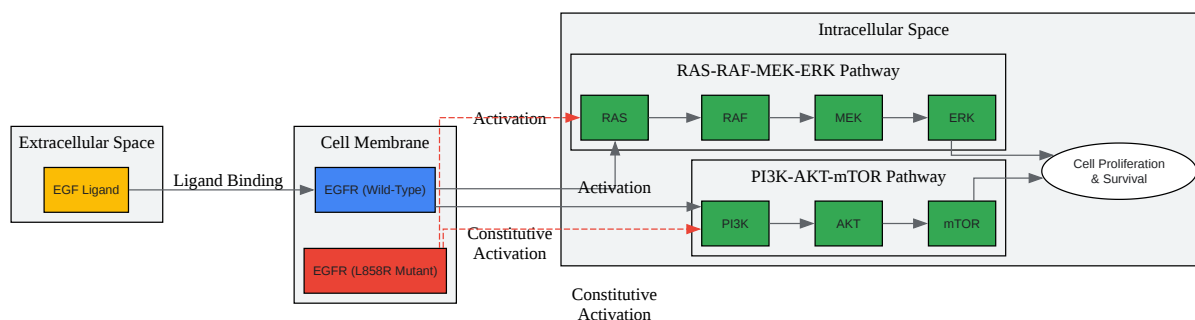 Intracellular Space
RAS-RAF-MEK-ERK Pathway
Activation
RAS
RAF
MEK
ERK
Extracellular Space
Cell Membrane
EGF Ligand
Ligand Binding
EGFR (Wild-Type)
Activation
Cell Proliferation
& Survival
PI3K-AKT-mTOR Pathway
PI3K
AKT
mTOR
Constitutive
Activation
EGFR (L858R Mutant)
Constitutive
Activation